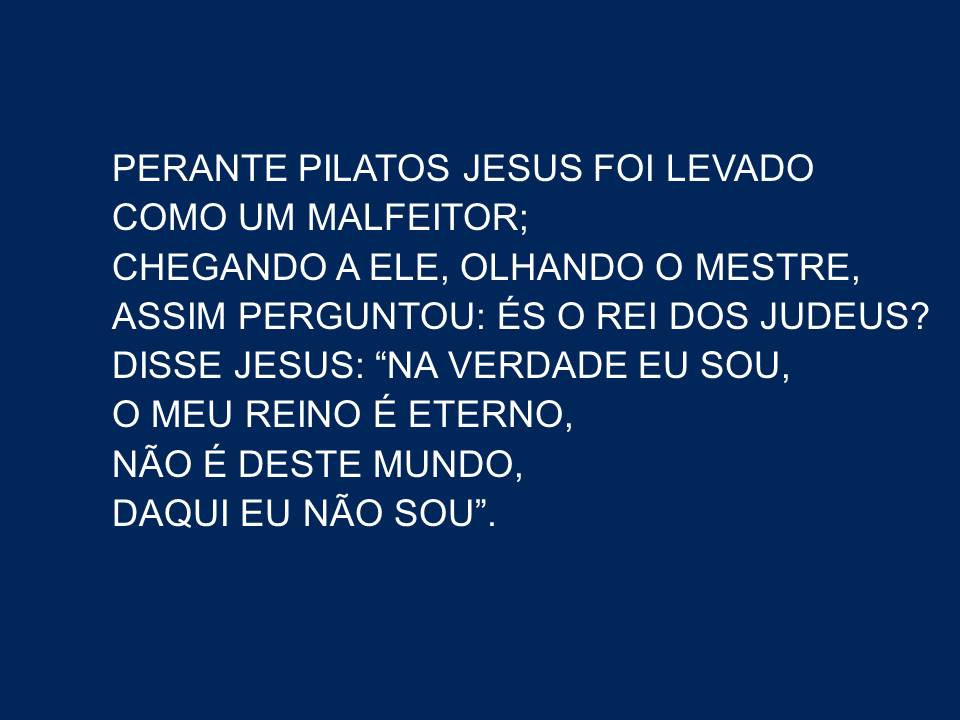 PERANTE PILATOS JESUS FOI LEVADO
COMO UM MALFEITOR;
CHEGANDO A ELE, OLHANDO O MESTRE,
ASSIM PERGUNTOU: ÉS O REI DOS JUDEUS?
DISSE JESUS: “NA VERDADE EU SOU,
O MEU REINO É ETERNO,
NÃO É DESTE MUNDO,
DAQUI EU NÃO SOU”.